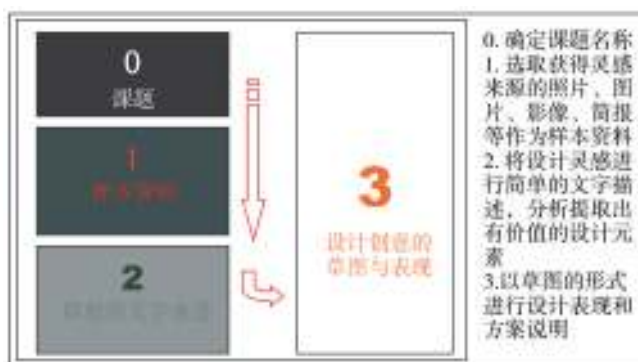 0
课题
1
样本资料
2
3
设计创意的
草图与表现
0. 确定课题名称
1. 选取获得灵感
来源的照片、图
片、影像、简报
等作为样本资料
2. 将设计灵感进
行简单的文字描
述，分析提取出
有价值的设计元
素
3.以草图的形式
进行设计表现和
方案说明